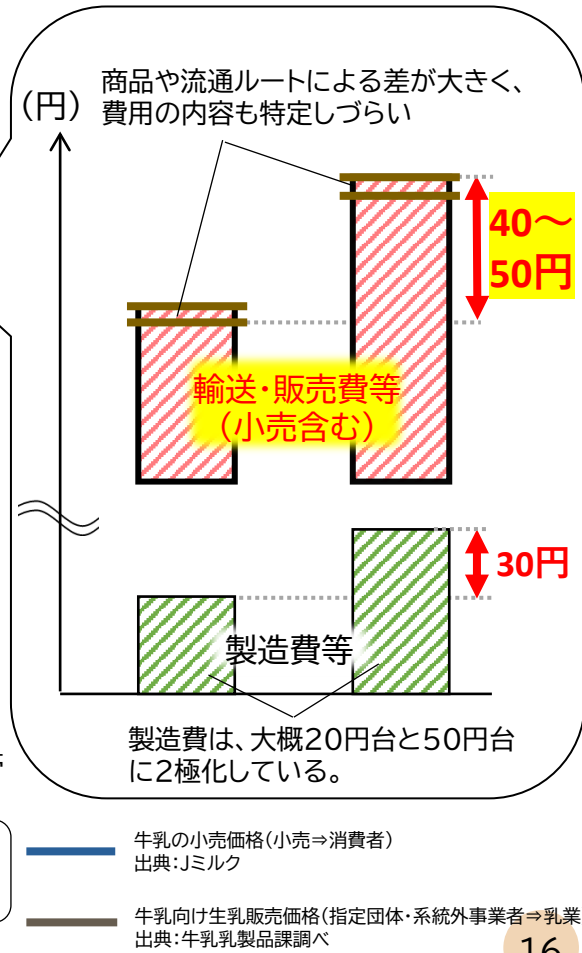 商品や流通ルートによる差が大きく、
(円)
費用の内容も特定しづらい
40〜
50円
輸送・販売費等
(小売含む)
30円
製造費等
製造費は、大概20円台と50円台
に2極化している。
牛乳の小売価格(小売⇒消費者)
出典:Jミルク
牛乳向け生乳販売価格(指定団体・系統外事業者⇒乳業
出典:牛乳乳製品課調べ
16